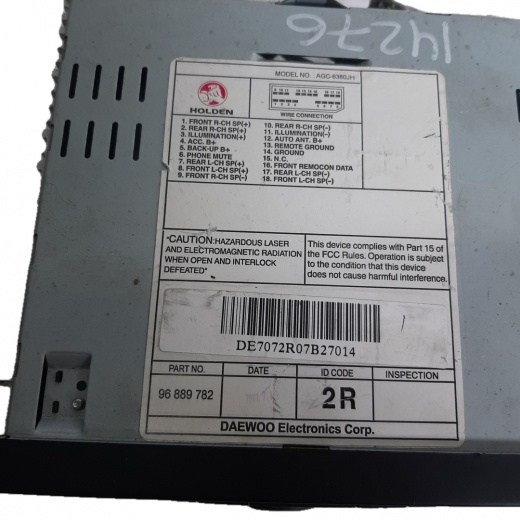 14276
MODEL NO. AGC-6380JH
HOLDEN
WIRE CONNECTION
1. FRONT R-CH SP(+)
2. REAR R-CH SP(+)
3. ILLUMINATION(+)
4. ACC. B+
5. BACK-UP B+
6. PHONE MUTE
7. REAR L-CH SP(+)
8. FRONT L-CH SP(+)
9. FRONT R-CH SP(-)
10. REAR R-CH SP(-)
11. ILLUMINATION(-)
12. AUTO ANT. B+
13. REMOTE GROUND
14. GROUND
15. N.C.
16. FRONT REMOCON DATA
17. REAR L-CH SP(-)
18. FRONT L-CH SP(-)
"CAUTION:HAZARDOUS LASER
AND ELECTROMAGNETIC RADIATION
WHEN OPEN AND INTERLOCK
DEFEATED"
This device complies with Part 15 of
the FCC Rules. Operation is subject
to the condition that this device
does not cause harmful interference.
DE7072R07B27014
PART NO. DATE ID CODE INSPECTION
96 889 782 2R
DAEWOO Electronics Corp.